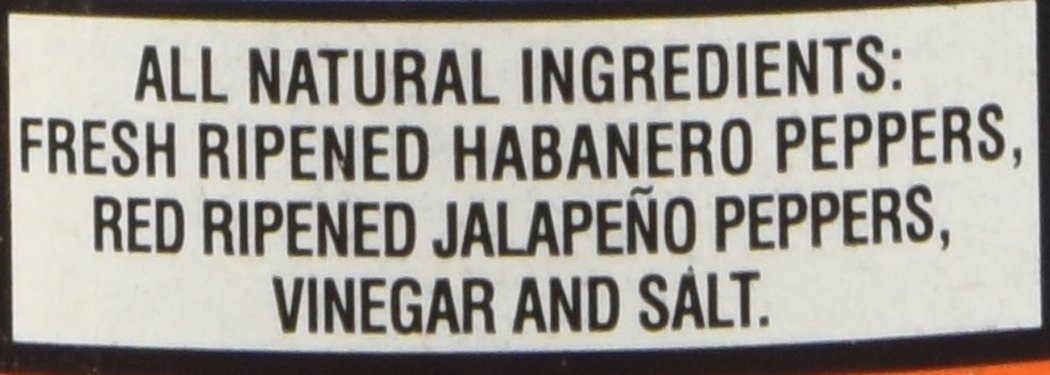 ALL NATURAL INGREDIENTS:
FRESH RIPENED HABANERO PEPPERS,
RED RIPENED JALAPEÑO PEPPERS,
VINEGAR AND SALT.